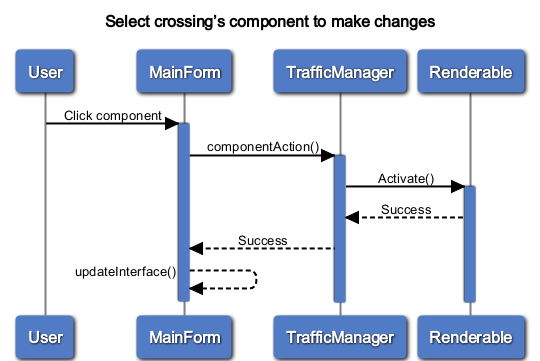 Select crossing's component to make changes
User
MainForm
TrafficManager
Renderable
Click component
componentAction()
Activate()
Success
Success
updateInterface()
User
MainForm
TrafficManager
Renderable